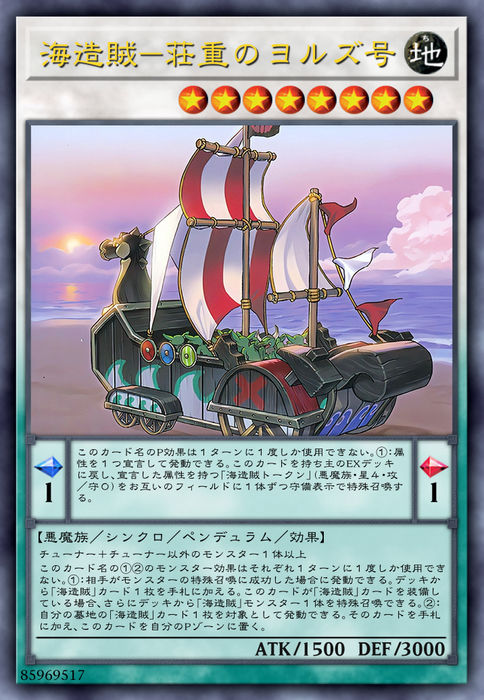 海造賊-荘重のヨルズ号
地
ち
このカード名のP効果は1ターンに1度しか使用できない。①：属
性を1つ宣言して発動できる。このカードを持ち主のEXデッキ
に戻し、宣言した属性を持つ「海造賊トークン」(悪魔族・星4・攻
/守0)をお互いのフィールドに1体ずつ守備表示で特殊召喚す
る。
1
1
【悪魔族/シンクロ/ペンデュラム/効果】
チューナー+チューナー以外のモンスター1体以上
このカード名の①②のモンスター効果はそれぞれ1ターンに1度しか使用で
きない。①：相手がモンスターの特殊召喚に成功した場合に発動できる。デッキか
ら「海造賊」カード1枚を手札に加える。このカードが「海造賊」カードを装備し
ている場合、さらにデッキから「海造賊」モンスター1体を特殊召喚できる。②：
自分の墓地の「海造賊」カード1枚を対象として発動できる。そのカードを手札
に加え、このカードを自分のPゾーンに置く。
ATK/1500 DEF/3000
85969517